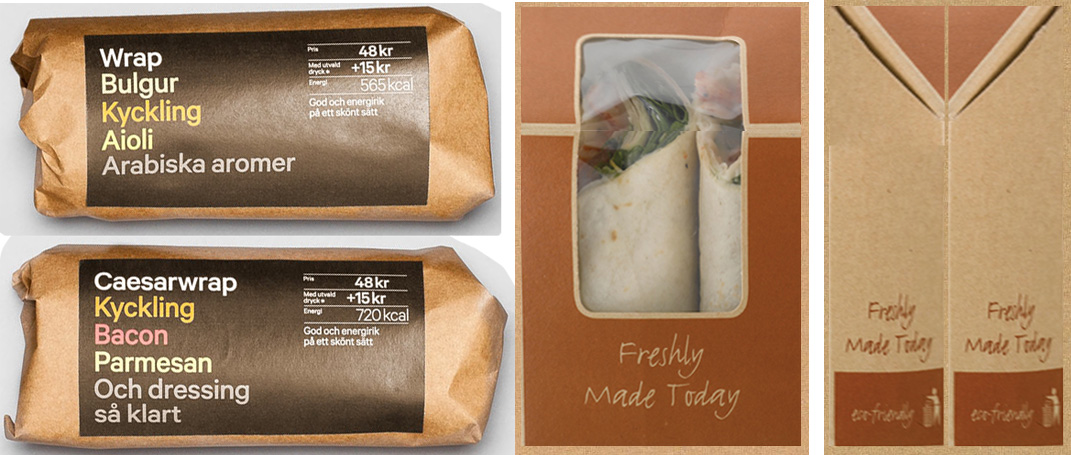 Wrap
Bulgur
Kyckling
Aioli
Arabiska aromer
Pris 48 kr
Med utvald dryck* +15 kr
Energi 565 kcal
God och energirik
på ett skönt sätt
Caesarwrap
Kyckling
Bacon
Parmesan
Och dressing
så klart
Pris 48 kr
Med utvald dryck* +15 kr
Energi 720 kcal
God och energirik
på ett skönt sätt
Freshly
Made Today
Freshly
Made Today
eco-friendly
Freshly
Made Today
eco-friendly